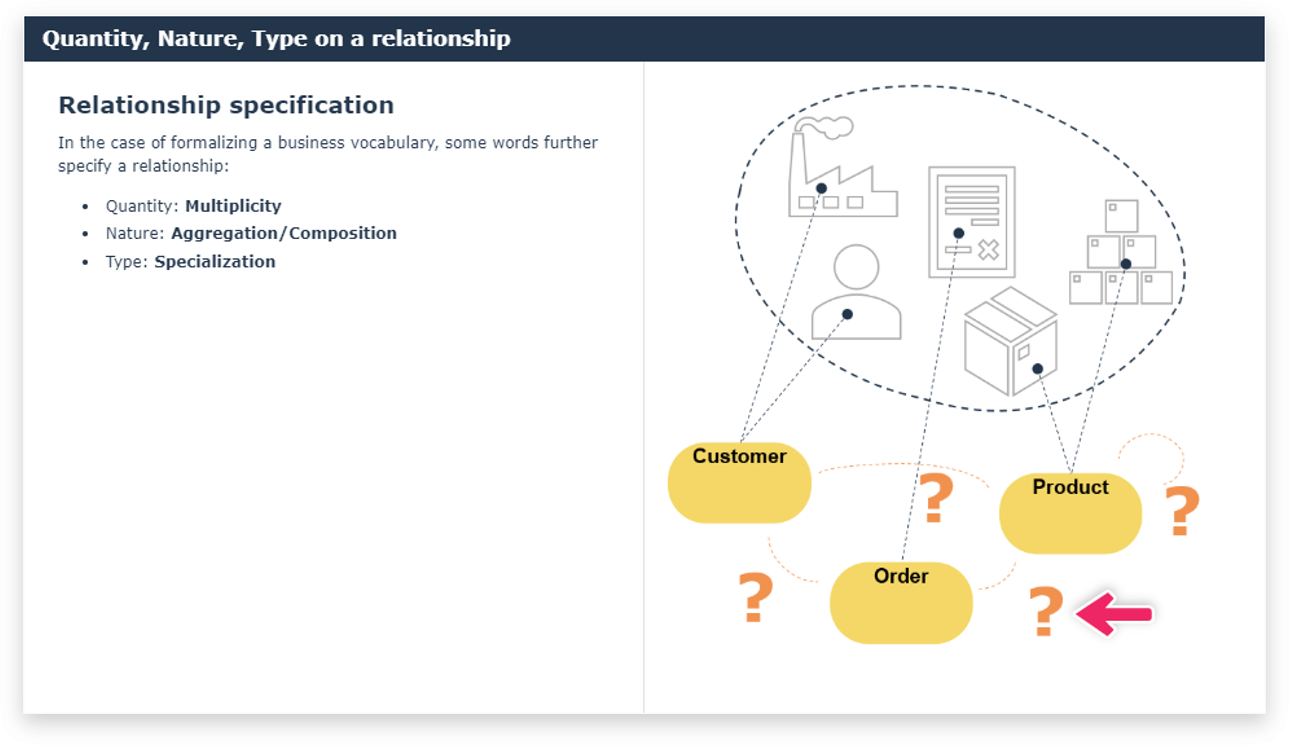 Quantity, Nature, Type on a relationship
Relationship specification
In the case of formalizing a business vocabulary, some words further
specify a relationship:
• Quantity: Multiplicity
• Nature: Aggregation/Composition
• Type: Specialization
Customer
Product
?
?
Order
?
?